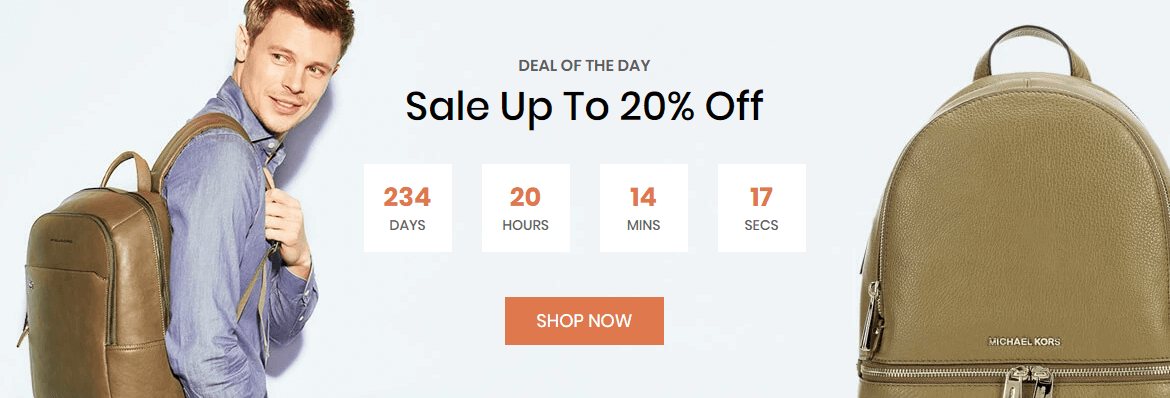 DEAL OF THE DAY
Sale Up To 20% Off
234 20 14 17
DAYS HOURS MINS SECS
SHOP NOW
MICHAEL KORS